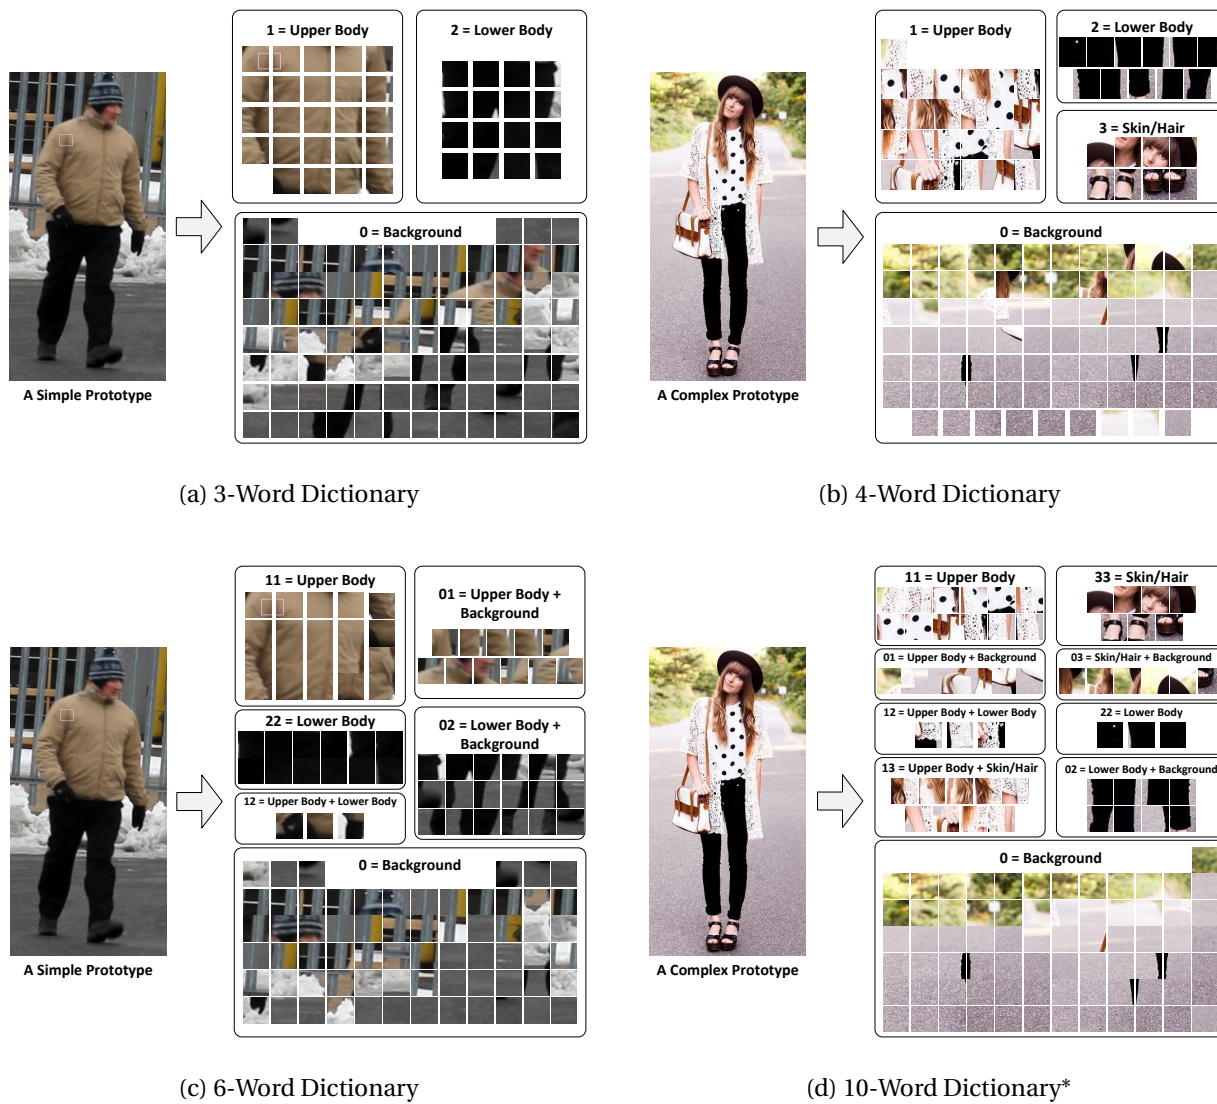 1 = Upper Body
2 = Lower Body
0 = Background
A Simple Prototype
(a) 3-Word Dictionary
1 = Upper Body
2 = Lower Body
3 = Skin/Hair
0 = Background
A Complex Prototype
(b) 4-Word Dictionary
11 = Upper Body
01 = Upper Body +
Background
22 = Lower Body
02 = Lower Body +
Background
12 = Upper Body + Lower Body
0 = Background
A Simple Prototype
(c) 6-Word Dictionary
11 = Upper Body
33 = Skin/Hair
01 = Upper Body + Background
03 = Skin/Hair + Background
12 = Upper Body + Lower Body
22 = Lower Body
13 = Upper Body + Skin/Hair
02 = Lower Body + Background
0 = Background
A Complex Prototype
(d) 10-Word Dictionary*